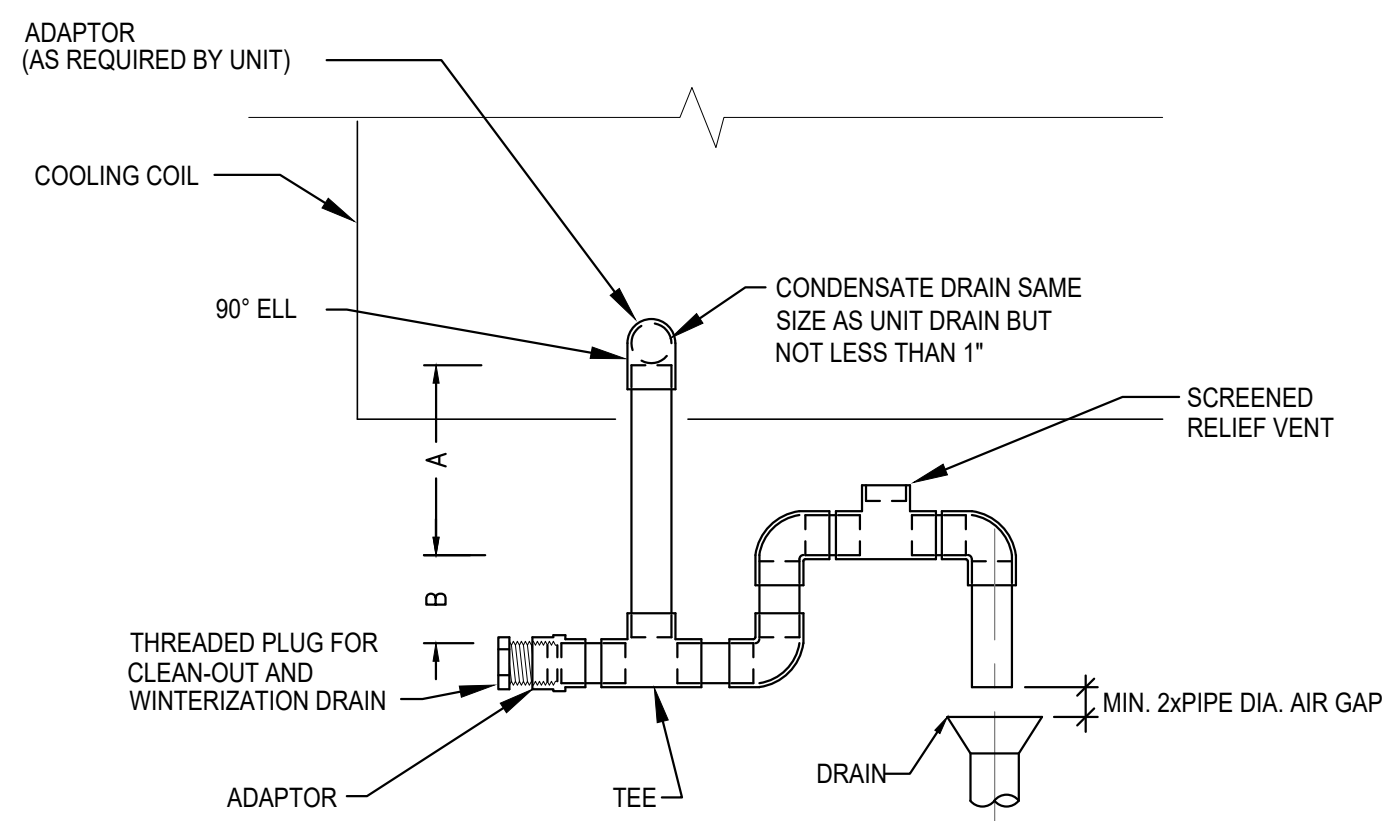 ADAPTOR
(AS REQUIRED BY UNIT)
COOLING COIL
90° ELL
CONDENSATE DRAIN SAME
SIZE AS UNIT DRAIN BUT
NOT LESS THAN 1"
SCREENED
RELIEF VENT
A
B
THREADED PLUG FOR
CLEAN-OUT AND
WINTERIZATION DRAIN
MIN. 2xPIPE DIA. AIR GAP
DRAIN
ADAPTOR
TEE